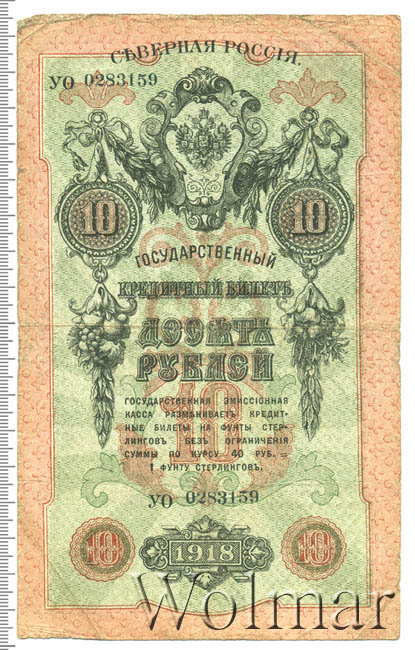 СѢВЕРНАЯ РОССІЯ.
УО 0283159
10 10
ГОСУДАРСТВЕННЫЙ
КРЕДИТНЫЙ БИЛЕТЪ
ДЕСЯТЬ
РУБЛЕЙ
10
ГОСУДАРСТВЕННАЯ ЭМИССІОННАЯ
КАССА РАЗМѢНИВАЕТЪ КРЕДИТ-
НЫЕ БИЛЕТЫ НА ФУНТЫ СТЕР-
ЛИНГОВЪ БЕЗЪ ОГРАНИЧЕНІЯ
СУММЫ ПО КУРСУ 40 РУБ. =
1 ФУНТУ СТЕРЛИНГОВЪ.
УО 0283159
10 1918 10
Wolmar